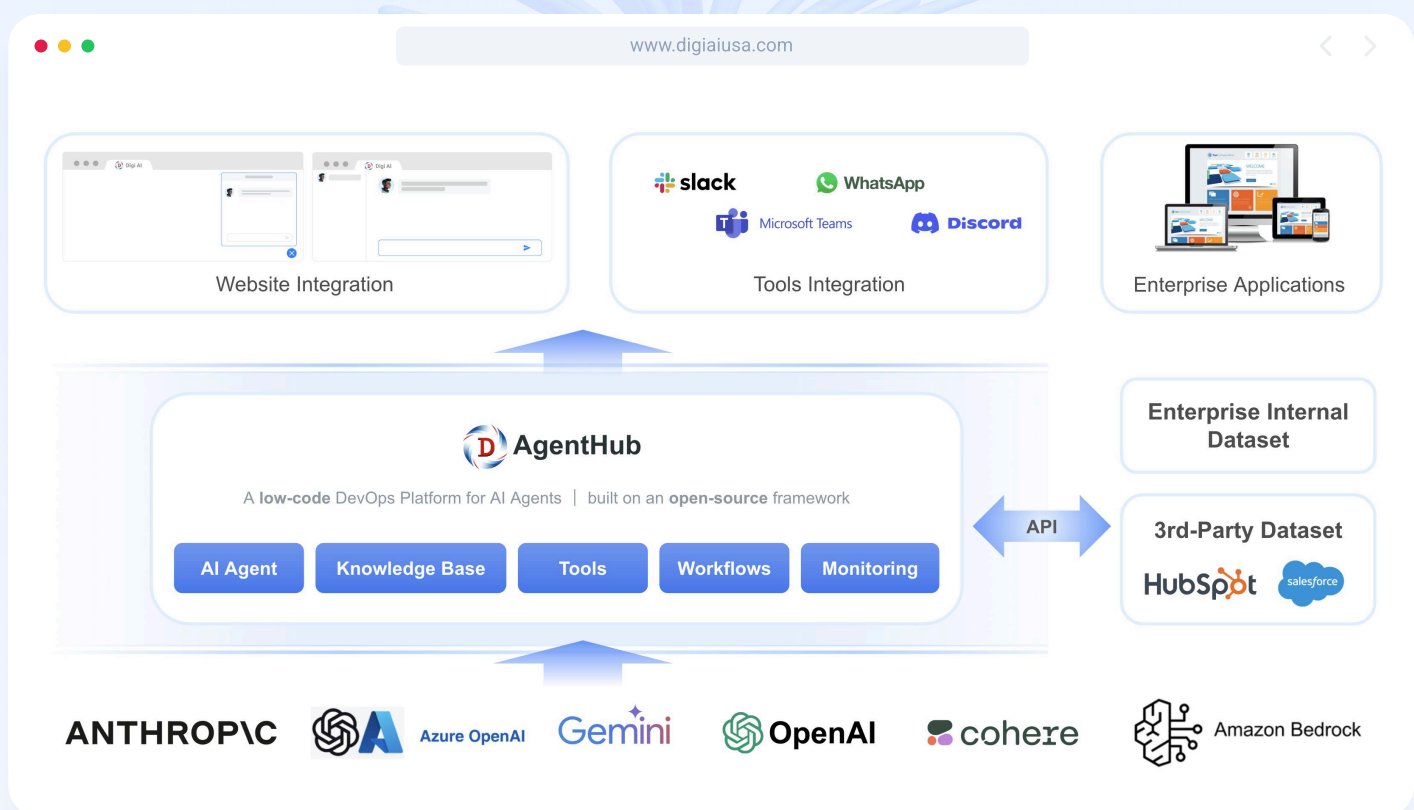 www.digiaiusa.com
Digi AI
Digi AI
slack
WhatsApp
Microsoft Teams
Discord
WELCOME
Website Integration
Tools Integration
Enterprise Applications
AgentHub
A low-code DevOps Platform for AI Agents | built on an open-source framework
AI Agent
Knowledge Base
Tools
Workflows
Monitoring
API
Enterprise Internal
Dataset
3rd-Party Dataset
HubSpot
salesforce
ANTHROP\C
Azure OpenAI
Gemini
OpenAI
cohere
Amazon Bedrock